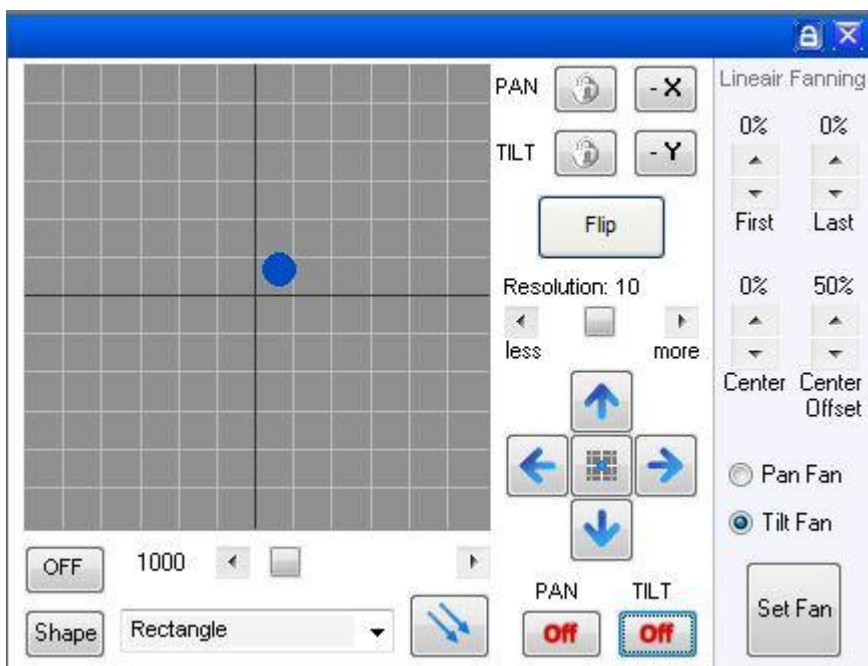 PAN
- X
Lineair Fanning
TILT
- Y
0% 0%
First Last
Flip
Resolution: 10
less more
0% 50%
Center Center
Offset
Pan Fan
Tilt Fan
OFF
1000
PAN TILT
Off Off
Set Fan
Shape
Rectangle